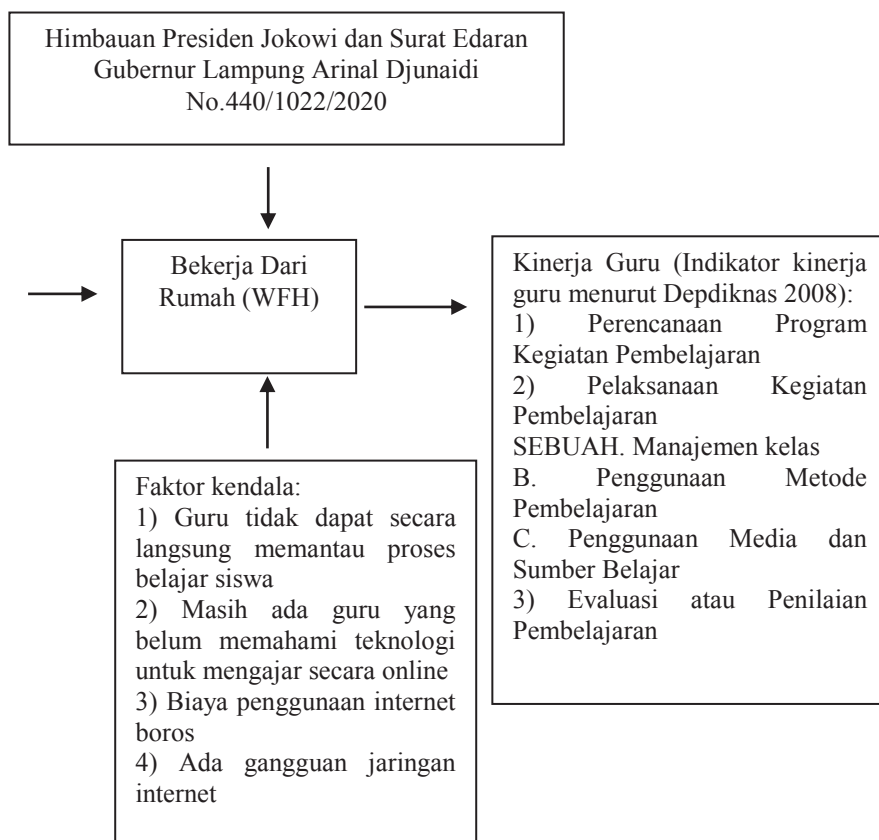 Himbauan Presiden Jokowi dan Surat Edaran
Gubernur Lampung Arinal Djunaidi
No.440/1022/2020
Bekerja Dari
Rumah (WFH)
Kinerja Guru (Indikator kinerja
guru menurut Depdiknas 2008):
1) Perencanaan Program
Kegiatan Pembelajaran
2) Pelaksanaan Kegiatan
Pembelajaran
SEBUAH. Manajemen kelas
B. Penggunaan Metode
Pembelajaran
C. Penggunaan Media dan
Sumber Belajar
3) Evaluasi atau Penilaian
Pembelajaran
Faktor kendala:
1) Guru tidak dapat secara
langsung memantau proses
belajar siswa
2) Masih ada guru yang
belum memahami teknologi
untuk mengajar secara online
3) Biaya penggunaan internet
boros
4) Ada gangguan jaringan
internet